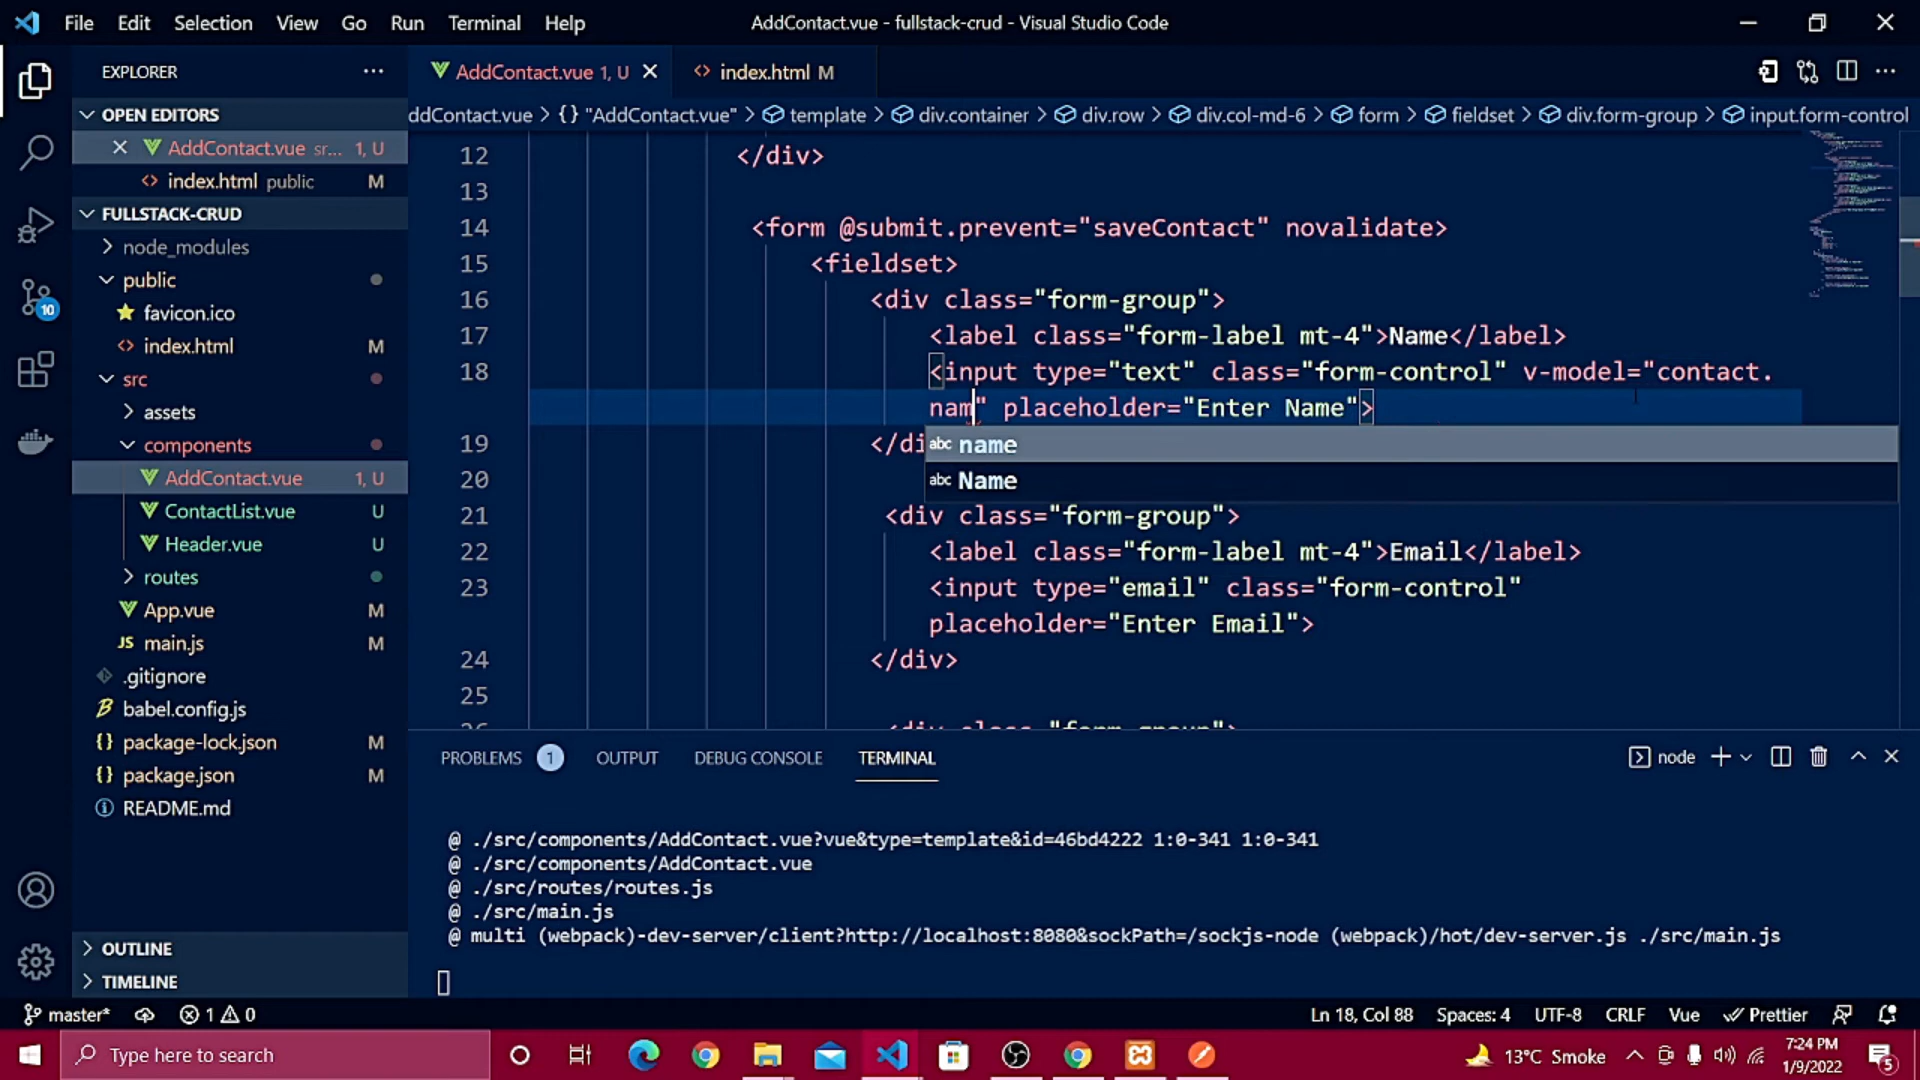 File Edit Selection View Go Run Terminal Help
AddContact.vue - fullstack-crud - Visual Studio Code
EXPLORER
AddContact.vue 1, U
index.html M
OPEN EDITORS
AddContact.vue sr... 1, U
index.html public M
FULLSTACK-CRUD
node_modules
public
favicon.ico
index.html M
src
assets
components
AddContact.vue 1, U
ContactList.vue U
Header.vue U
routes
App.vue M
JS main.js M
.gitignore
babel.config.js
{} package-lock.json M
{} package.json M
README.md
OUTLINE
TIMELINE
10
ddContact.vue > {} "AddContact.vue" > template > div.container > div.row > div.col-md-6 > form > fieldset > div.form-group > input.form-control
12 </div>
13
14 <form @submit.prevent="saveContact" novalidate>
15 <fieldset>
16 <div class="form-group">
17 <label class="form-label mt-4">Name</label>
18 <input type="text" class="form-control" v-model="contact.
nam" placeholder="Enter Name">
19 </di
abc name
20
abc Name
21 <div class="form-group">
22 <label class="form-label mt-4">Email</label>
23 <input type="email" class="form-control"
placeholder="Enter Email">
24 </div>
25
26 <div class="form-group">
PROBLEMS 1 OUTPUT DEBUG CONSOLE TERMINAL
node
@ ./src/components/AddContact.vue?vue&type=template&id=46bd4222 1:0-341 1:0-341
@ ./src/components/AddContact.vue
@ ./src/routes/routes.js
@ ./src/main.js
@ multi (webpack)-dev-server/client?http://localhost:8080&sockPath=/sockjs-node (webpack)/hot/dev-server.js ./src/main.js
master* 1 0
Ln 18, Col 88 Spaces: 4 UTF-8 CRLF Vue Prettier
Type here to search
13°C Smoke
7:24 PM
1/9/2022
5